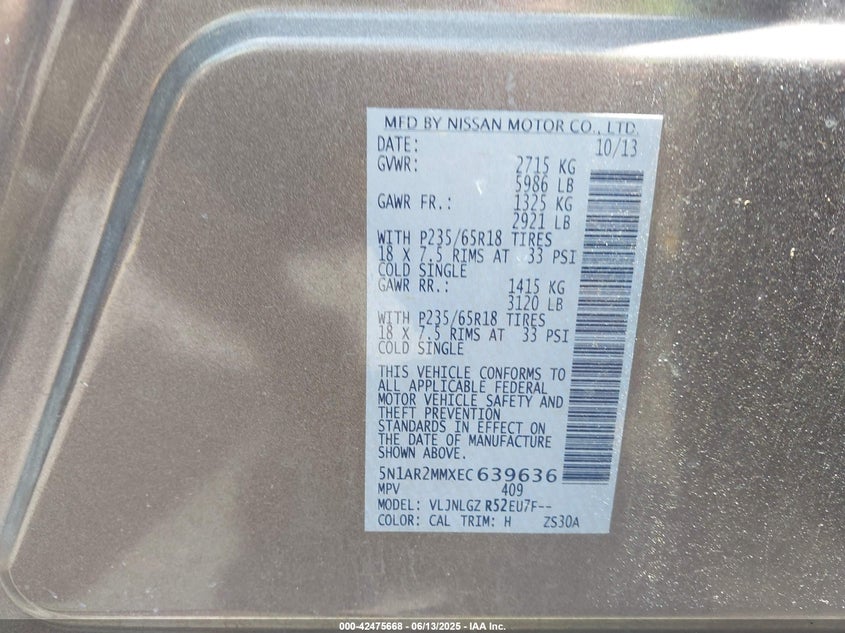 MFD BY NISSAN MOTOR CO., LTD.
DATE: 10/13
GVWR: 2715 KG
5986 LB
GAWR FR.: 1325 KG
2921 LB
WITH P235/65R18 TIRES
18 X 7.5 RIMS AT 33 PSI
COLD SINGLE
GAWR RR.: 1415 KG
3120 LB
WITH P235/65R18 TIRES
18 X 7.5 RIMS AT 33 PSI
COLD SINGLE
THIS VEHICLE CONFORMS TO
ALL APPLICABLE FEDERAL
MOTOR VEHICLE SAFETY AND
THEFT PREVENTION
STANDARDS IN EFFECT ON
THE DATE OF MANUFACTURE
SHOWN ABOVE.
5N1AR2MMXEC639636
MPV 409
MODEL: VLJNLGZ R52EU7F--
COLOR: CAL TRIM: H ZS30A
000-42475668 - 06/13/2025 - IAA Inc.